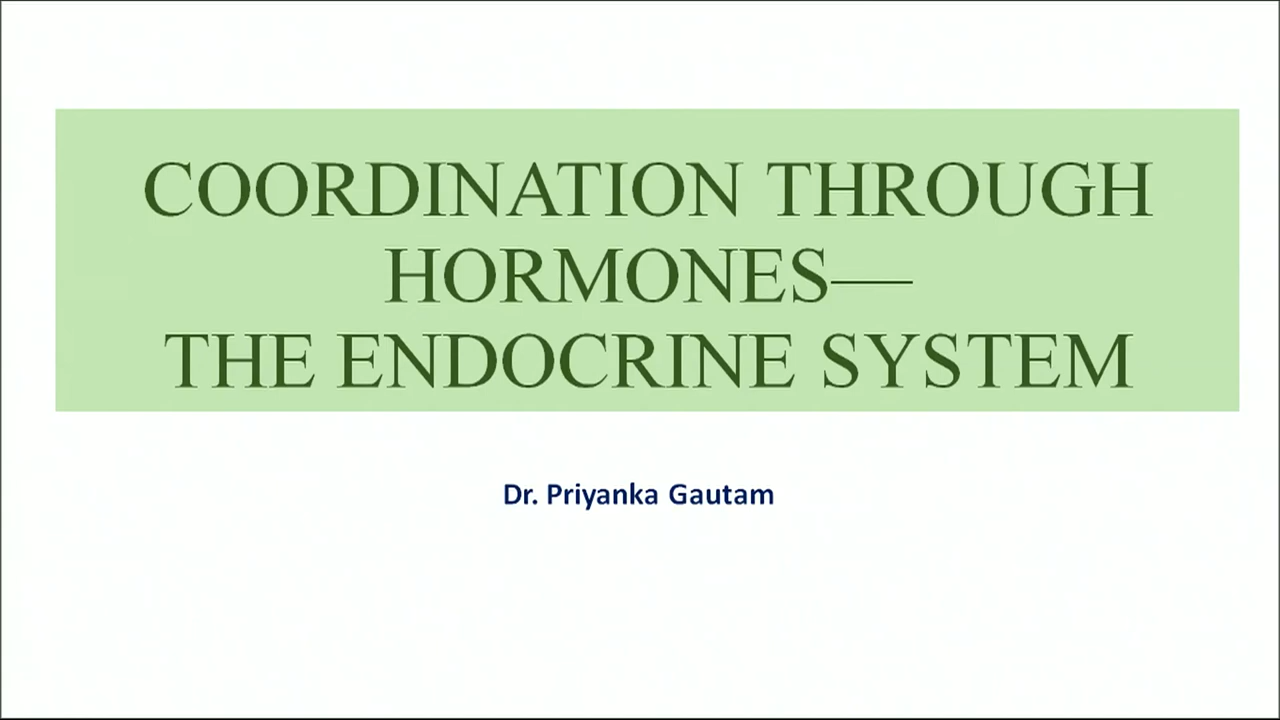 COORDINATION THROUGH
HORMONES—
THE ENDOCRINE SYSTEM
Dr. Priyanka Gautam